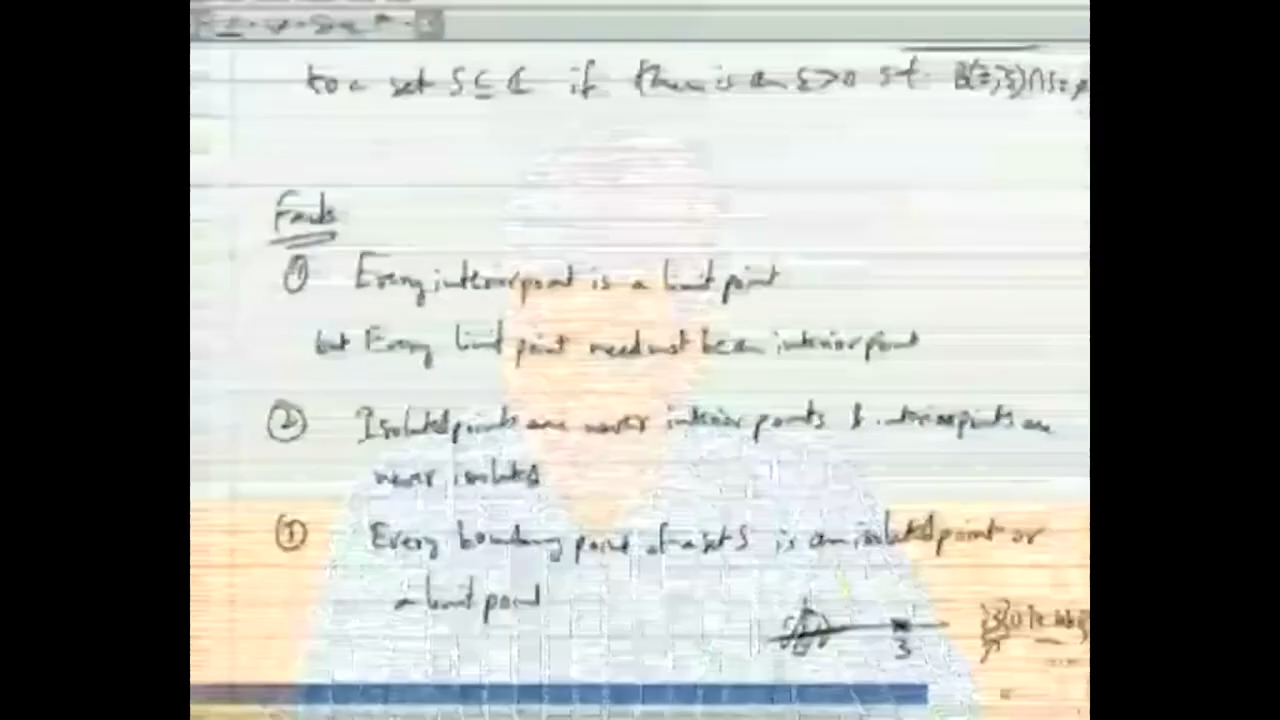 to a set S ⊆ ℂ if there is an ε>0 st. B(z,ε)∩S=φ
Facts
① Every interior point is a limit point
but Every limit point need not be an interior point
② Isolated points are never interior points & interior points are
never isolated
① Every boundary point of a set S is an isolated point or
a limit point
3